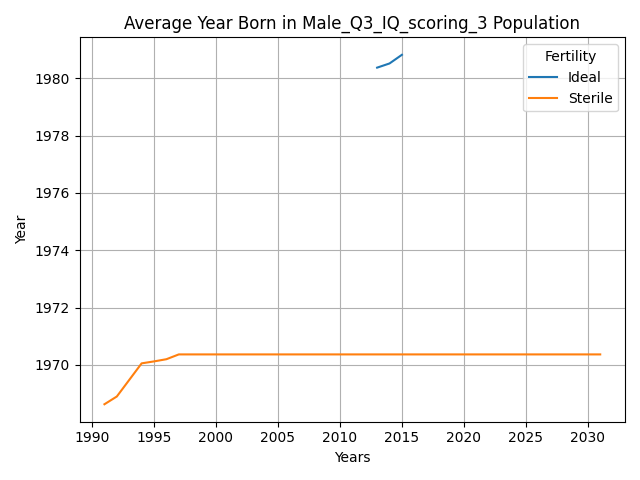 Average Year Born in Male_Q3_IQ_scoring_3 Population
Fertility
Ideal
Sterile
Year
1980
1978
1976
1974
1972
1970
1990 1995 2000 2005 2010 2015 2020 2025 2030
Years